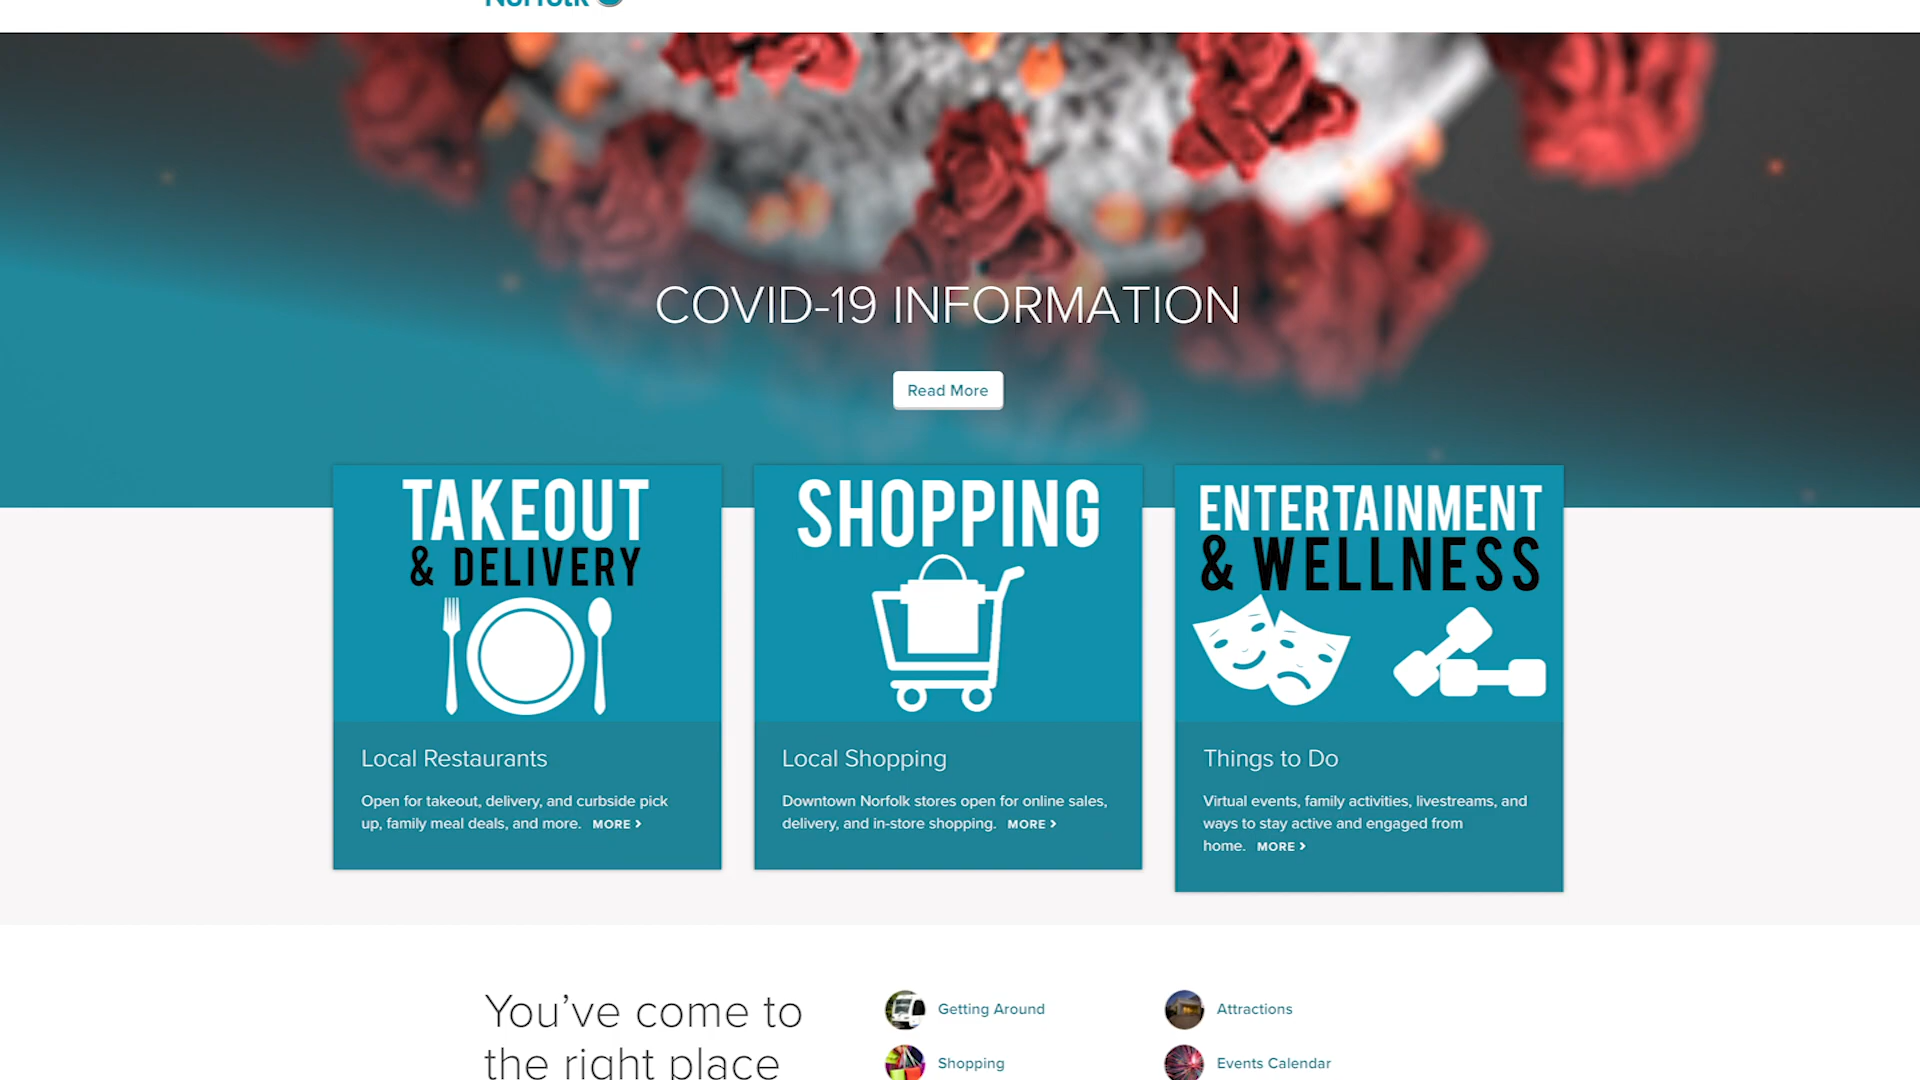 Norfolk
COVID-19 INFORMATION
Read More
TAKEOUT
& DELIVERY
SHOPPING
ENTERTAINMENT
& WELLNESS
Local Restaurants
Open for takeout, delivery, and curbside pick
up, family meal deals, and more. MORE >
Local Shopping
Downtown Norfolk stores open for online sales,
delivery, and in-store shopping. MORE >
Things to Do
Virtual events, family activities, livestreams, and
ways to stay active and engaged from
home. MORE >
You’ve come to
the right place
Getting Around
Attractions
Shopping
Events Calendar